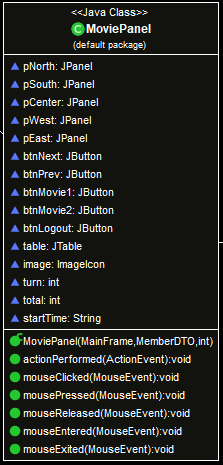 <<Java Class>>
MoviePanel
(default package)
pNorth: JPanel
pSouth: JPanel
pCenter: JPanel
pWest: JPanel
pEast: JPanel
btnNext: JButton
btnPrev: JButton
btnMovie1: JButton
btnMovie2: JButton
btnLogout: JButton
table: JTable
image: ImageIcon
turn: int
total: int
startTime: String
MoviePanel(MainFrame,MemberDTO,int)
actionPerformed(ActionEvent):void
mouseClicked(MouseEvent):void
mousePressed(MouseEvent):void
mouseReleased(MouseEvent):void
mouseEntered(MouseEvent):void
mouseExited(MouseEvent):void